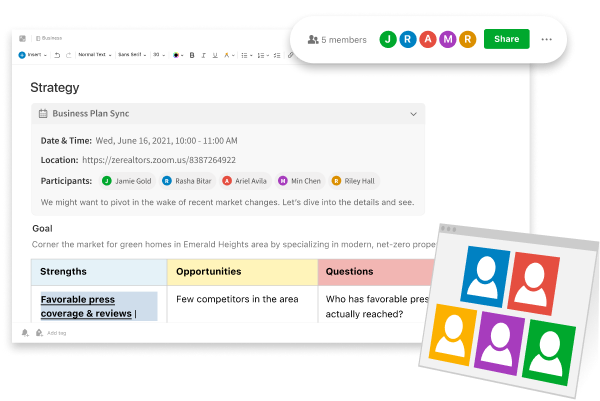 Business
5 members
J R A M R
Share
Insert
Normal Text
Sans Serif
30
B I U A
Strategy
Business Plan Sync
Date & Time: Wed, June 16, 2021, 10:00 - 11:00 AM
Location: https://zerealtors.zoom.us/8387264922
Participants: J Jamie Gold R Rasha Bitar A Ariel Avila M Min Chen R Riley Hall
We might want to pivot in the wake of recent market changes. Let's dive into the details and see.
Goal
Corner the market for green homes in Emerald Heights area by specializing in modern, net-zero prope
Strengths Opportunities Questions
Favorable press Few competitors in the area Who has favorable pres
coverage & reviews actually reached?
Add tag